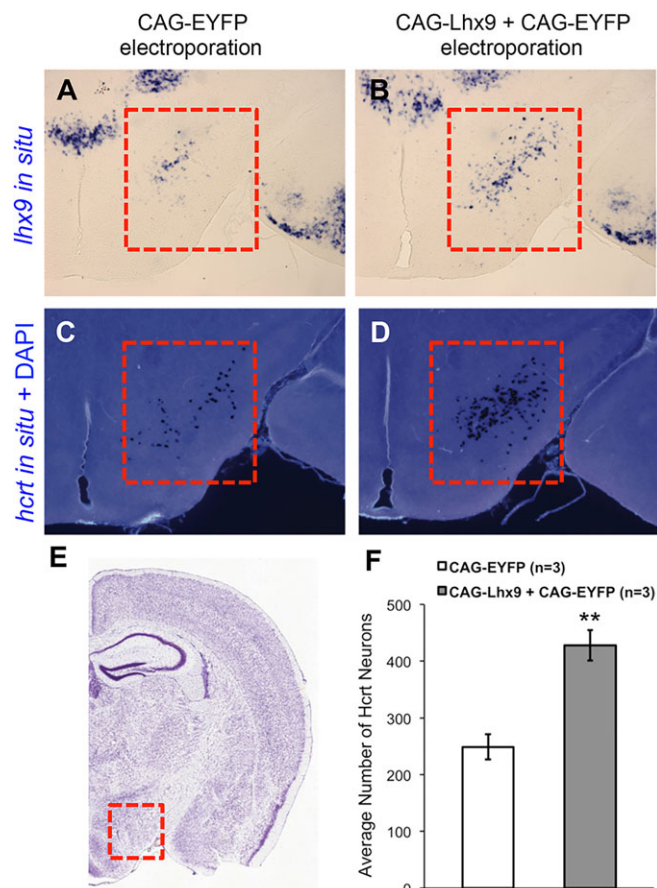 CAG-EYFP
electroporation
CAG-Lhx9 + CAG-EYFP
electroporation
A
B
lhx9 in situ
C
D
hcrt in situ + DAPI
E
F
CAG-EYFP (n=3)
CAG-Lhx9 + CAG-EYFP (n=3)
Average Number of Hcrt Neurons
500
400
300
200
100
0
**